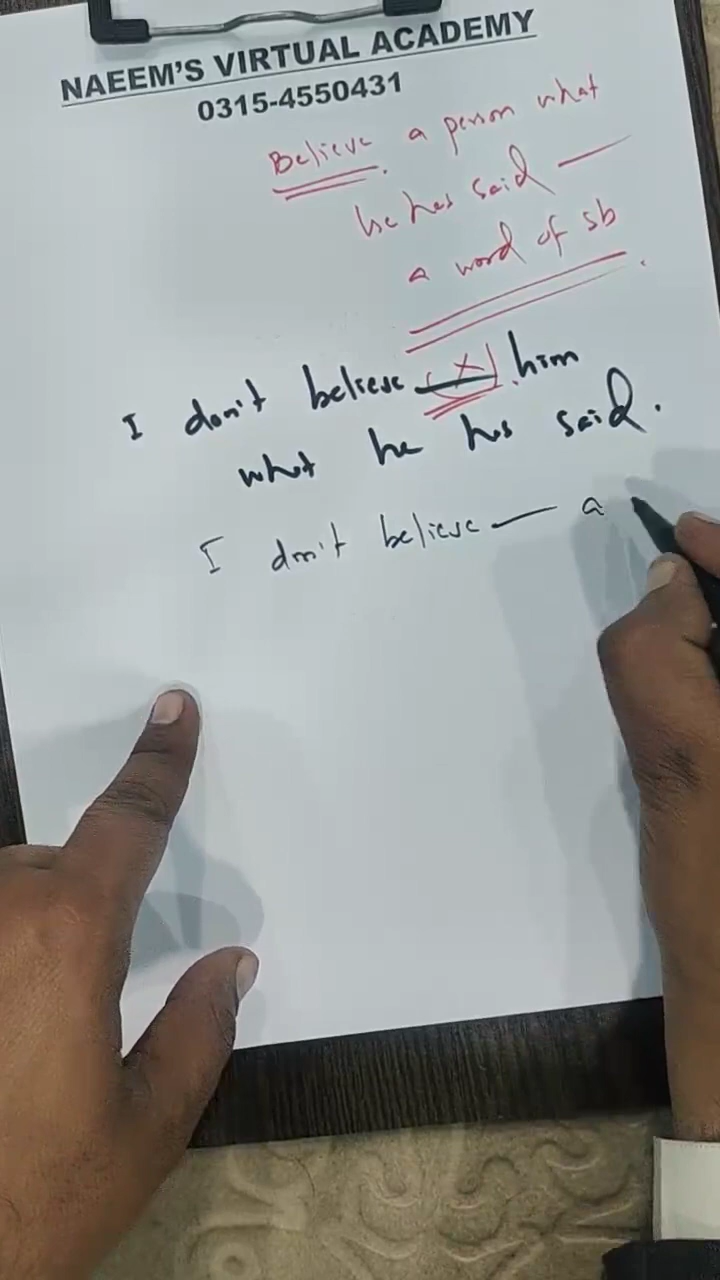 NAEEM'S VIRTUAL ACADEMY
0315-4550431
Believe a person what
he has said —
a word of sb
I don't believe (x) him
what he has said.
I don't believe — a